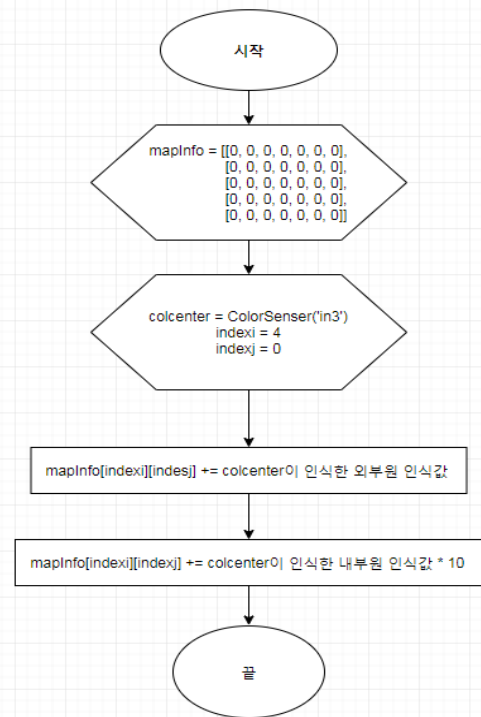 시작
mapInfo = [[0, 0, 0, 0, 0, 0, 0],
[0, 0, 0, 0, 0, 0, 0],
[0, 0, 0, 0, 0, 0, 0],
[0, 0, 0, 0, 0, 0, 0],
[0, 0, 0, 0, 0, 0, 0]]
colcenter = ColorSenser('in3')
indexi = 4
indexj = 0
mapInfo[indexi][indesj] += colcenter이 인식한 외부원 인식값
mapInfo[indexi][indexj] += colcenter이 인식한 내부원 인식값 * 10
끝